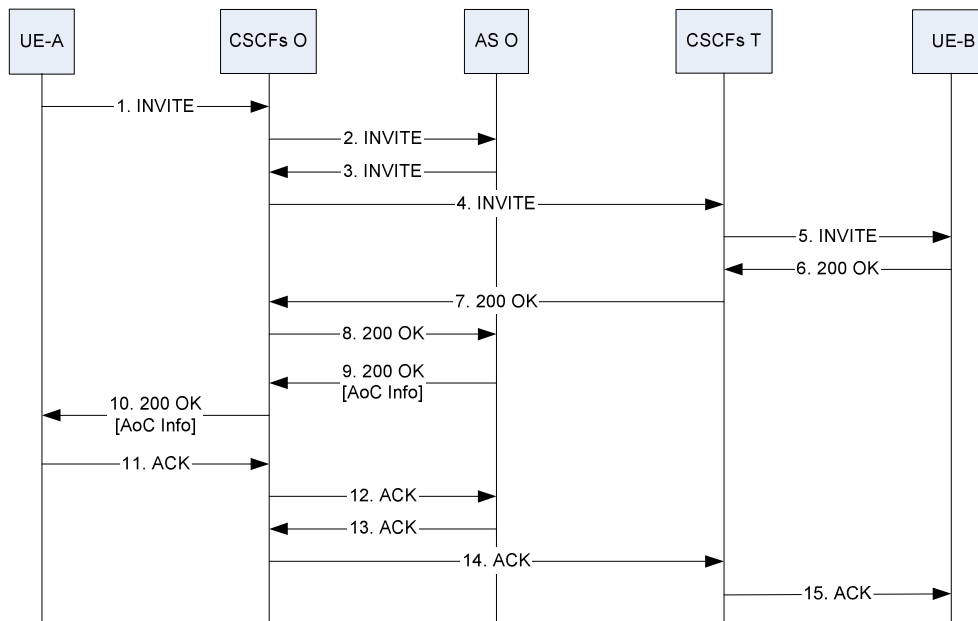 UE-A
CSCFs O
AS O
CSCFs T
UE-B
1. INVITE
2. INVITE
3. INVITE
4. INVITE
5. INVITE
6. 200 OK
7. 200 OK
8. 200 OK
9. 200 OK
[AoC Info]
10. 200 OK
[AoC Info]
11. ACK
12. ACK
13. ACK
14. ACK
15. ACK